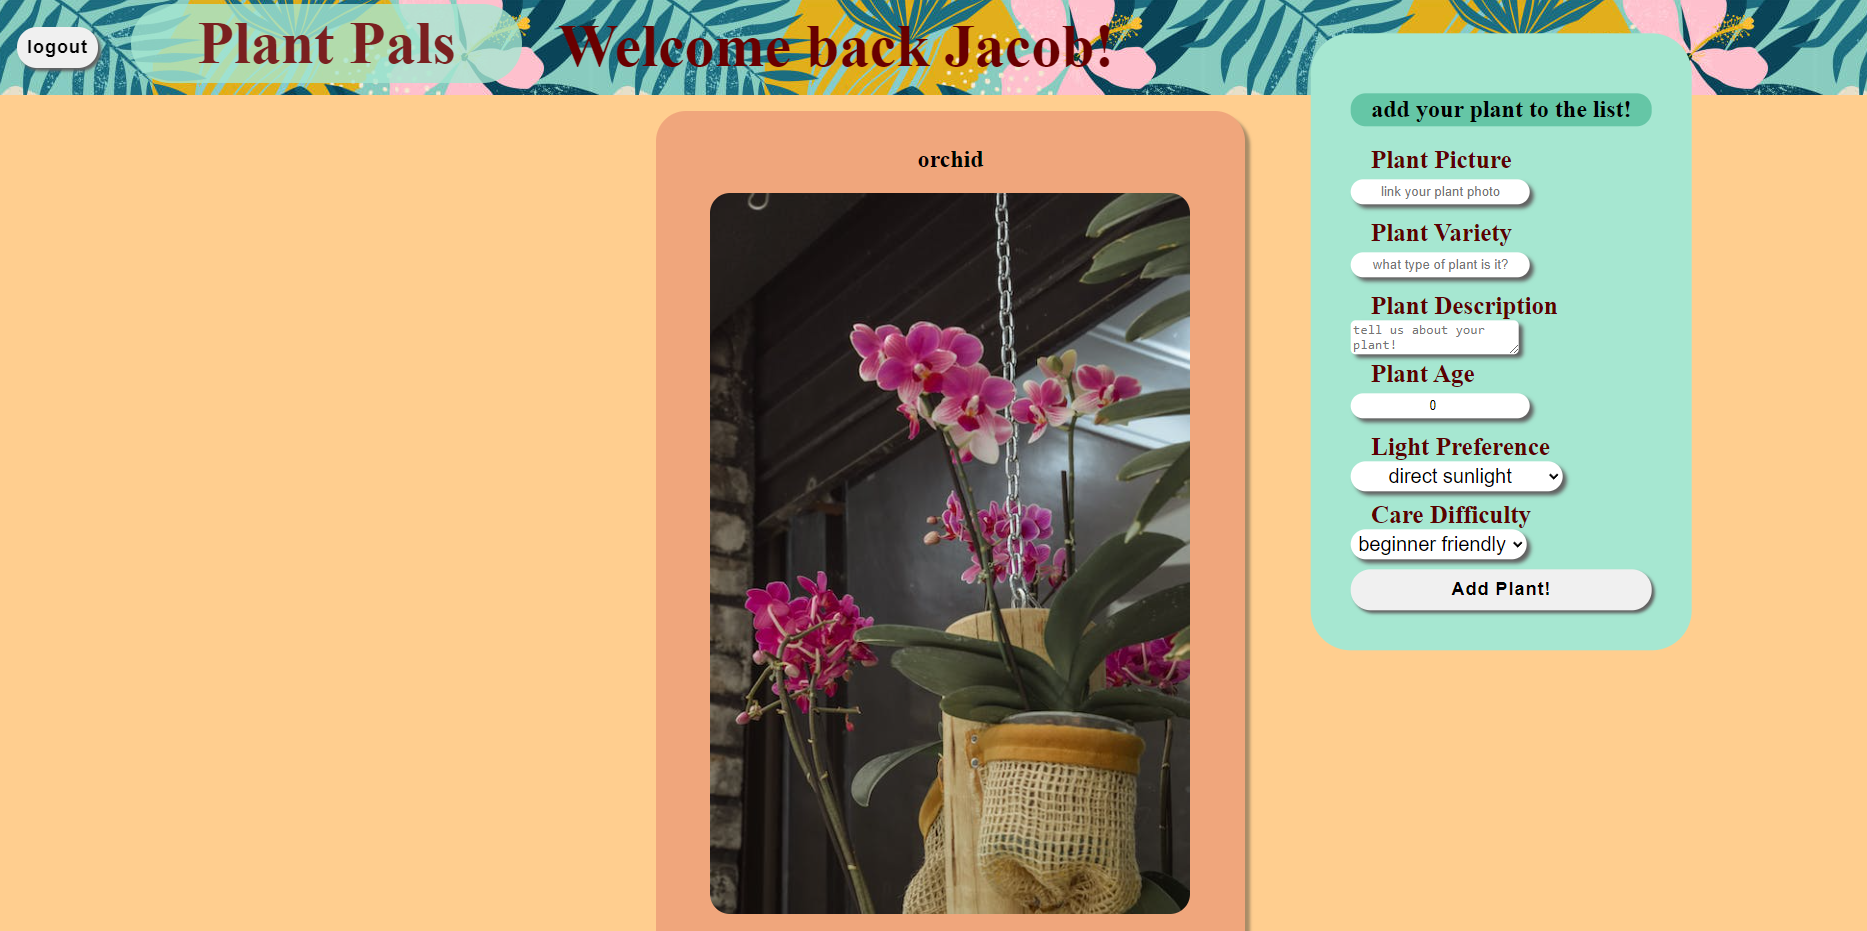 logout
Plant Pals
Welcome back Jacob!
orchid
add your plant to the list!
Plant Picture
link your plant photo
Plant Variety
what type of plant is it?
Plant Description
tell us about your
plant!
Plant Age
0
Light Preference
direct sunlight
Care Difficulty
beginner friendly
Add Plant!